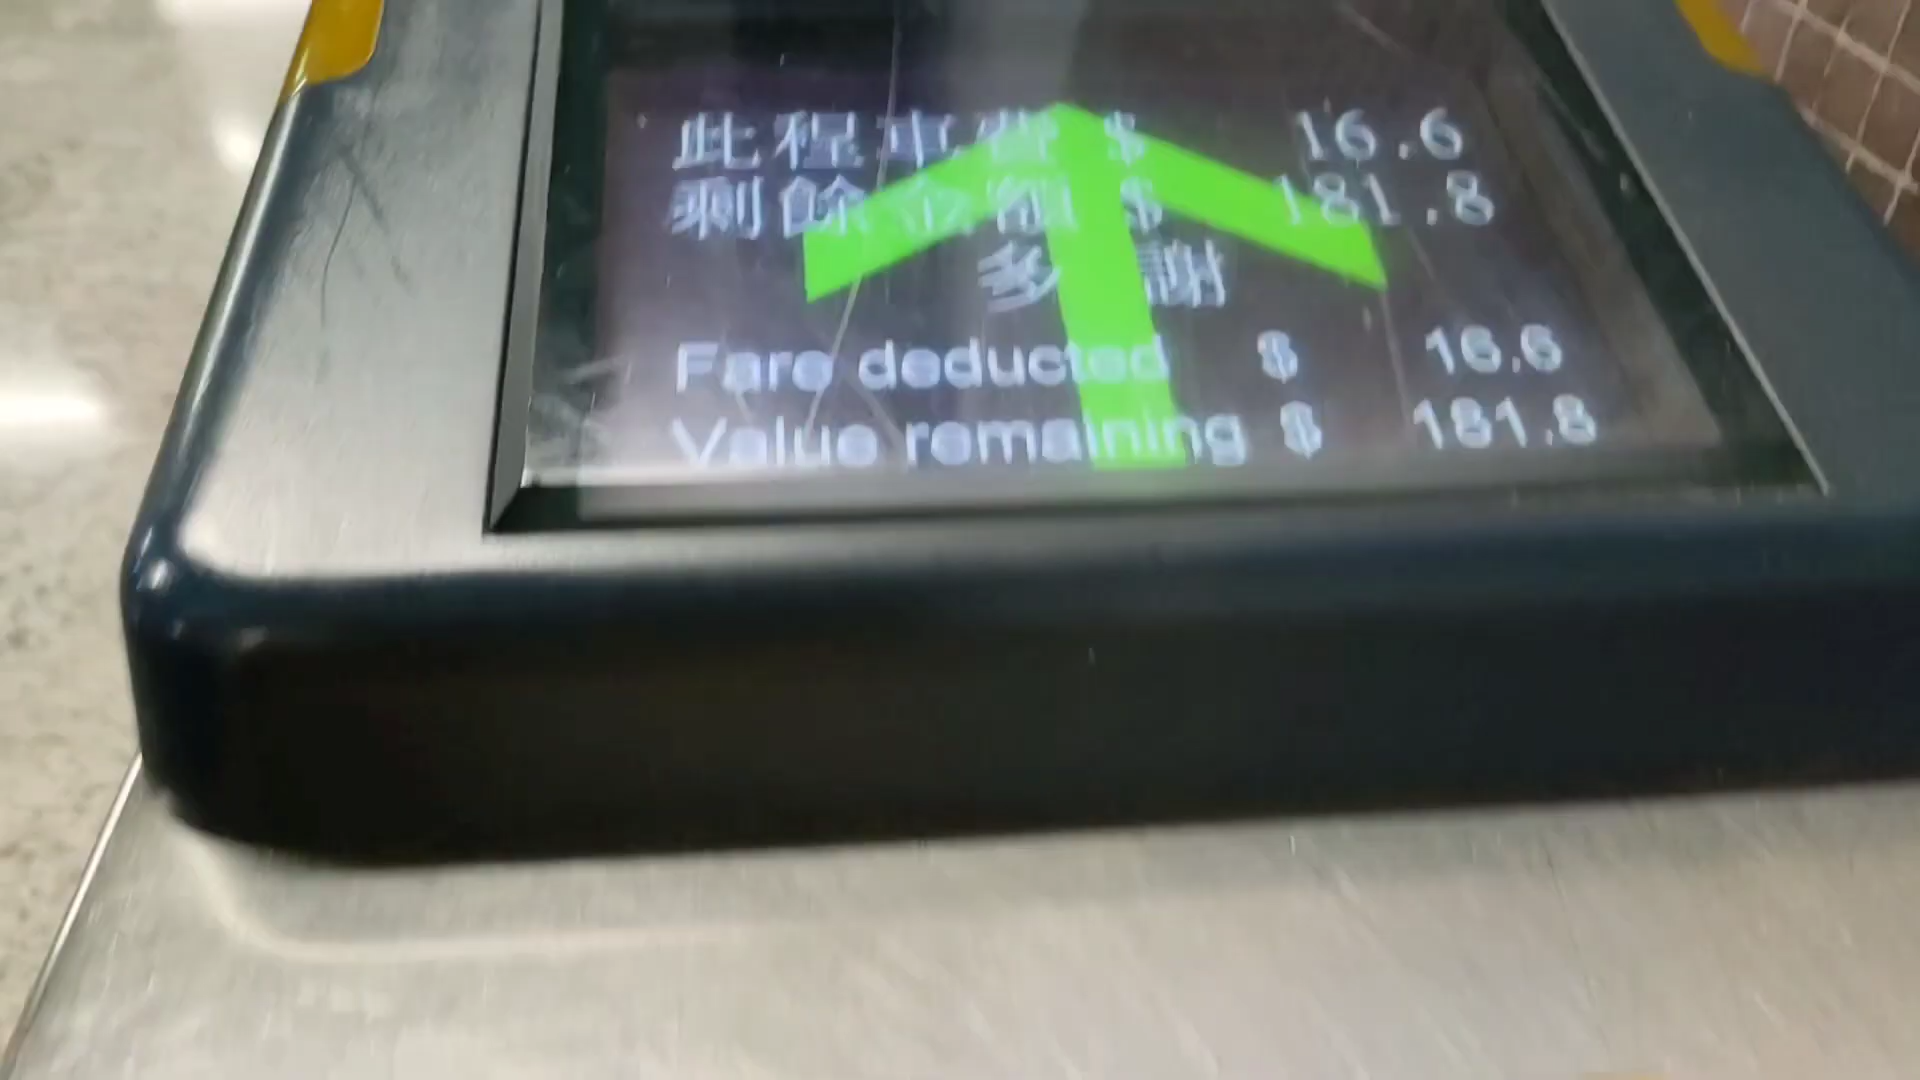 此程車費 $ 16.6
剩餘金額 $ 181.8
多 謝
Fare deducted $ 16.6
Value remaining $ 181.8